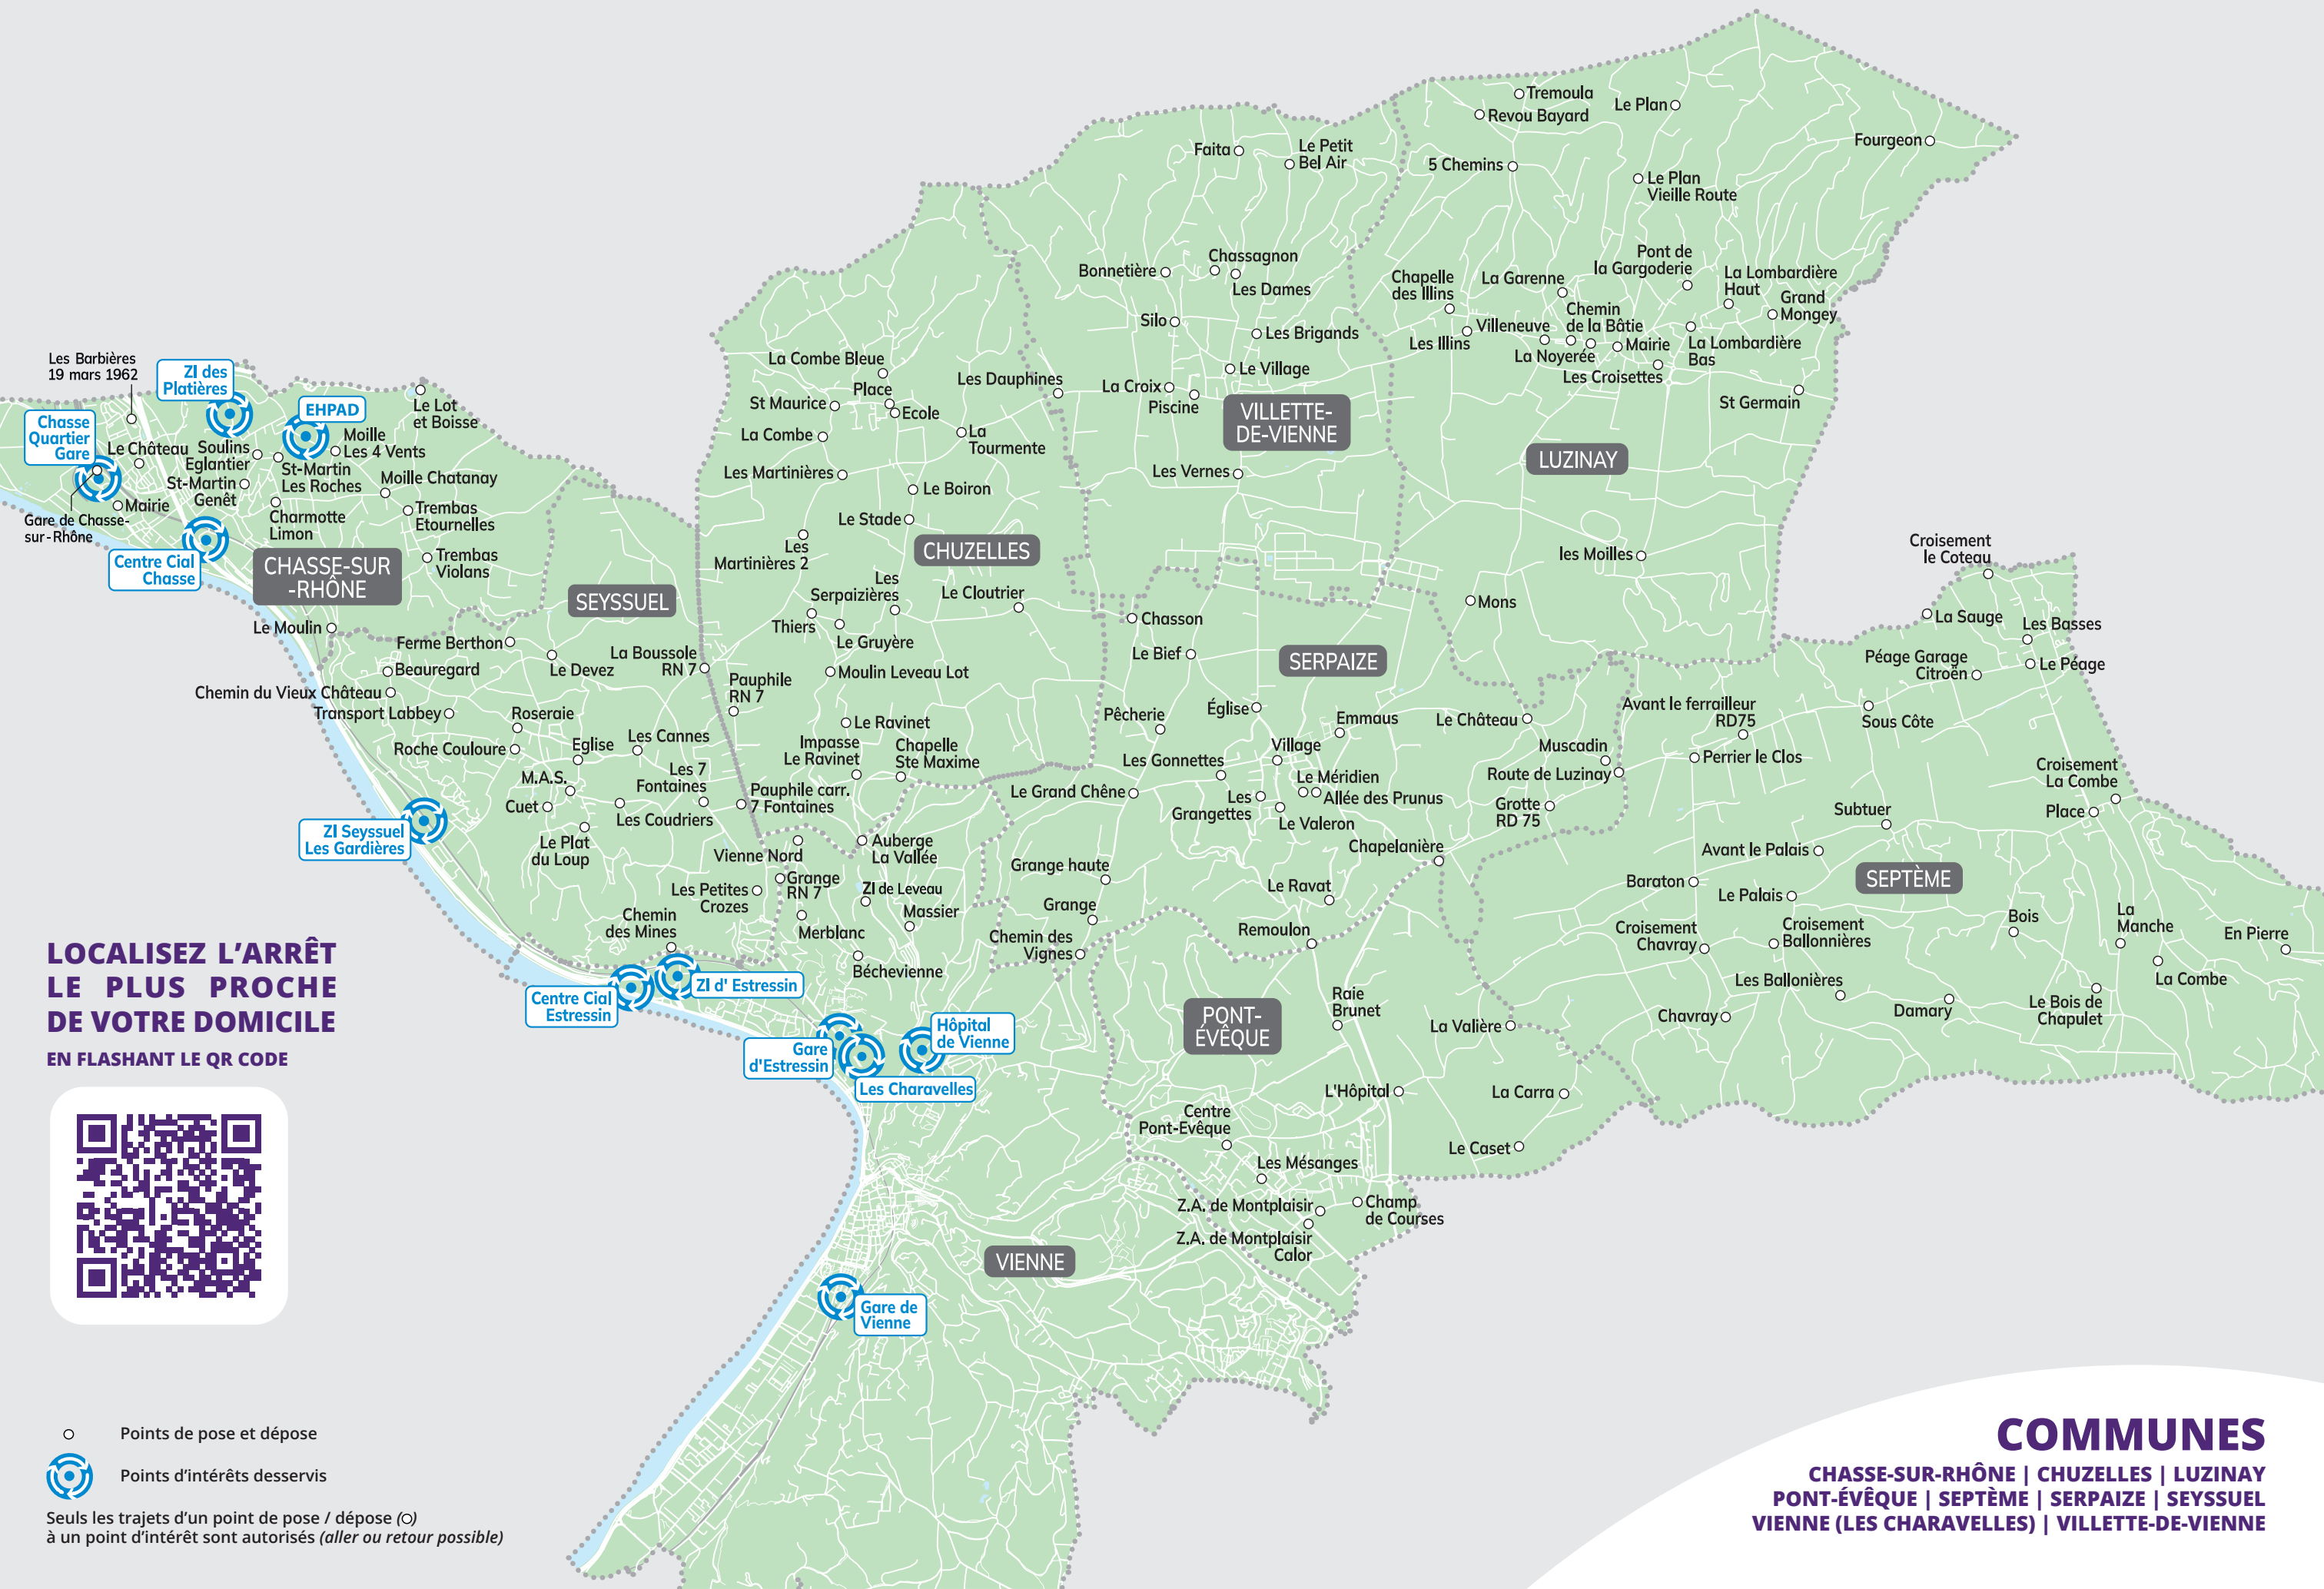 Tremoula
Revou Bayard
Le Plan
Fourgeon
5 Chemins
Le Plan
Vieille Route
Faita
Le Petit
Bel Air
Chassagnon
Bonnetière
Les Dames
Silo
Les Brigands
Le Village
La Croix
Piscine
VILLETTE-
DE-VIENNE
Les Vernes
Chapelle
des Illins
La Garenne
Pont de
la Gargoderie
La Lombardière
Haut
Grand
Mongey
Chemin
de la Bâtie
Villeneuve
Les Illins
La Noyerée
Mairie
La Lombardière
Bas
Les Croisettes
St Germain
LUZINAY
les Moilles
Mons
Le Château
Muscadin
Route de Luzinay
Grotte
RD 75
La Combe Bleue
Place
Les Dauphines
St Maurice
Ecole
La Combe
La
Tourmente
Les Martinières
Le Boiron
Le Stade
Les
Martinières 2
CHUZELLES
Les
Serpaizières
Le Cloutrier
Thiers
Le Gruyère
Moulin Leveau Lot
Pauphile
RN 7
Le Ravinet
Impasse
Le Ravinet
Chapelle
Ste Maxime
Pauphile carr.
7 Fontaines
Les Barbières
19 mars 1962
ZI des
Platières
EHPAD
Le Lot
et Boisse
Chasse
Quartier
Gare
Le Château
Soulins
Eglantier
Moille
Les 4 Vents
St-Martin
Les Roches
St-Martin
Genêt
Moille Chatanay
Mairie
Gare de Chasse-
sur-Rhône
Charmotte
Limon
Trembas
Etournelles
Centre Cial
Chasse
CHASSE-SUR
-RHÔNE
Trembas
Violans
Le Moulin
SEYSSUEL
Ferme Berthon
La Boussole
RN 7
Le Devez
Beauregard
Chemin du Vieux Château
Transport Labbey
Roseraie
Roche Couloure
Eglise
Les Cannes
M.A.S.
Les 7
Fontaines
Cuet
Les Coudriers
Le Plat
du Loup
ZI Seyssuel
Les Gardières
Vienne Nord
Auberge
La Vallée
Grange
RN 7
Les Petites
Crozes
ZI de Leveau
Massier
Merblanc
Béchevienne
Chemin
des Mines
ZI d' Estressin
Centre Cial
Estressin
Gare
d'Estressin
Hôpital
de Vienne
Les Charavelles
VIENNE
Gare de
Vienne
Chasson
Le Bief
SERPAIZE
Pêcherie
Église
Emmaus
Village
Les Gonnettes
Le Méridien
Le Grand Chêne
Allée des Prunus
Les
Grangettes
Le Valeron
Chapelanière
Grange haute
Le Ravat
Grange
Remoulon
Chemin des
Vignes
PONT-
ÉVÊQUE
Raie
Brunet
La Valière
L'Hôpital
La Carra
Centre
Pont-Evêque
Le Caset
Les Mésanges
Z.A. de Montplaisir
Champ
de Courses
Z.A. de Montplaisir
Calor
Croisement
le Coteau
La Sauge
Les Basses
Péage Garage
Citroën
Le Péage
Avant le ferrailleur
RD75
Sous Côte
Perrier le Clos
Croisement
La Combe
Place
Subtuer
Avant le Palais
SEPTÈME
Baraton
Le Palais
Croisement
Chavray
Croisement
Ballonnières
Bois
La
Manche
En Pierre
La Combe
Les Ballonières
Damary
Le Bois de
Chapulet
Chavray
LOCALISEZ L'ARRÊT
LE PLUS PROCHE
DE VOTRE DOMICILE
EN FLASHANT LE QR CODE
Points de pose et dépose
Points d'intérêts desservis
Seuls les trajets d'un point de pose / dépose (O)
à un point d'intérêt sont autorisés (aller ou retour possible)
COMMUNES
CHASSE-SUR-RHÔNE | CHUZELLES | LUZINAY
PONT-ÉVÊQUE | SEPTÈME | SERPAIZE | SEYSSUEL
VIENNE (LES CHARAVELLES) | VILLETTE-DE-VIENNE